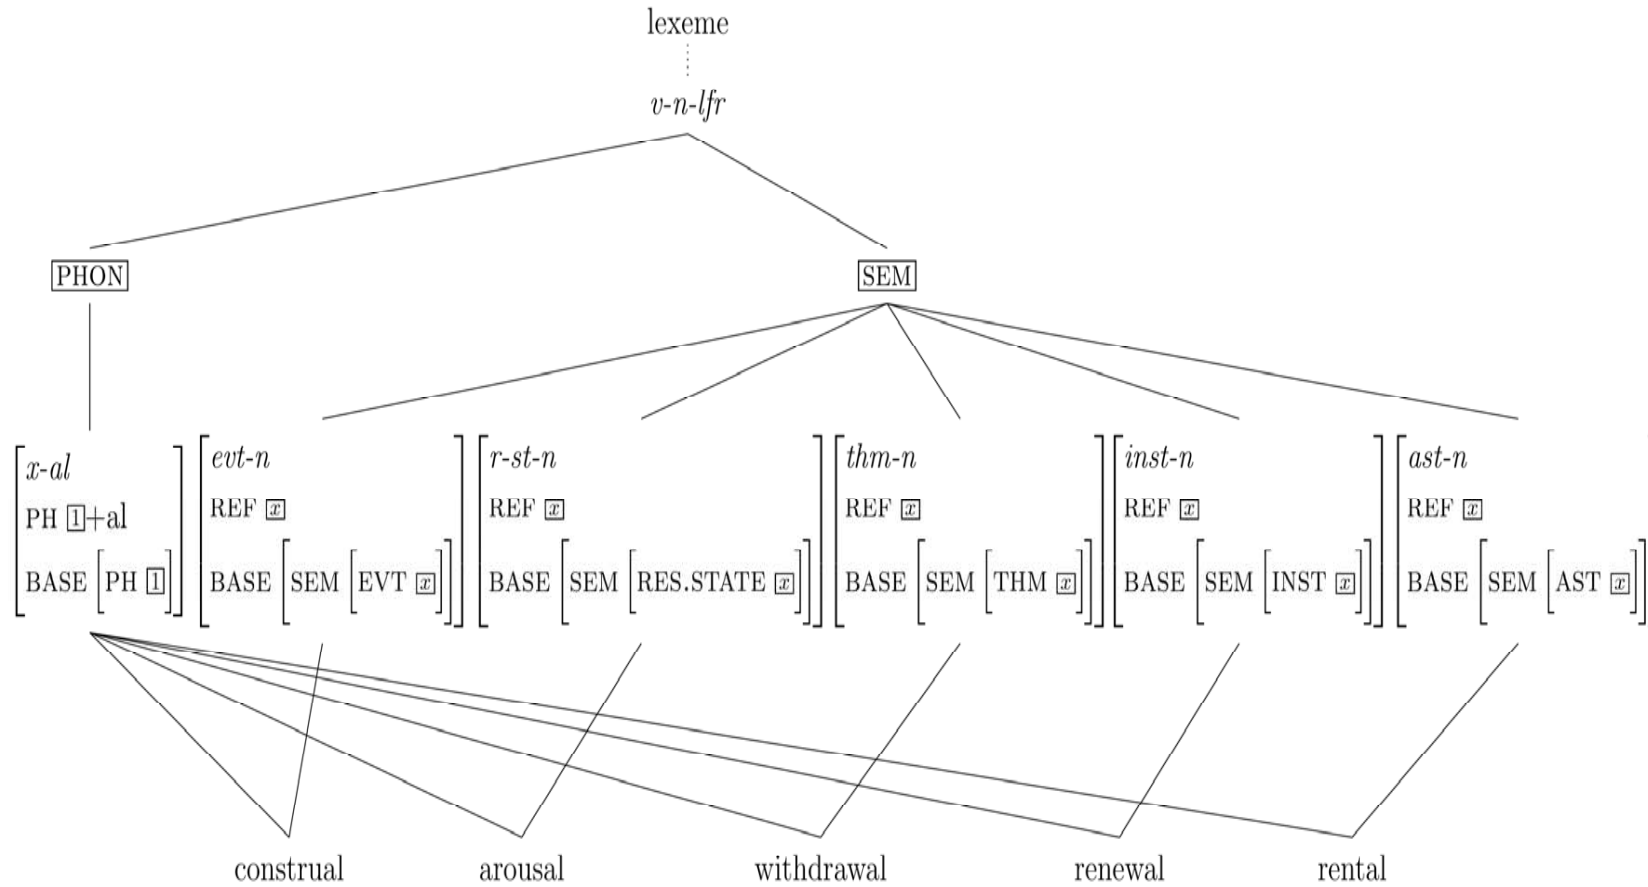 lexeme
v-n-lfr
PHON SEM
x-al
PH 1+al
BASE [PH 1]
evt-n
REF x
BASE [SEM [EVT x]]
r-st-n
REF x
BASE [SEM [RES.STATE x]]
thm-n
REF x
BASE [SEM [THM x]]
inst-n
REF x
BASE [SEM [INST x]]
ast-n
REF x
BASE [SEM [AST x]]
construal arousal withdrawal renewal rental